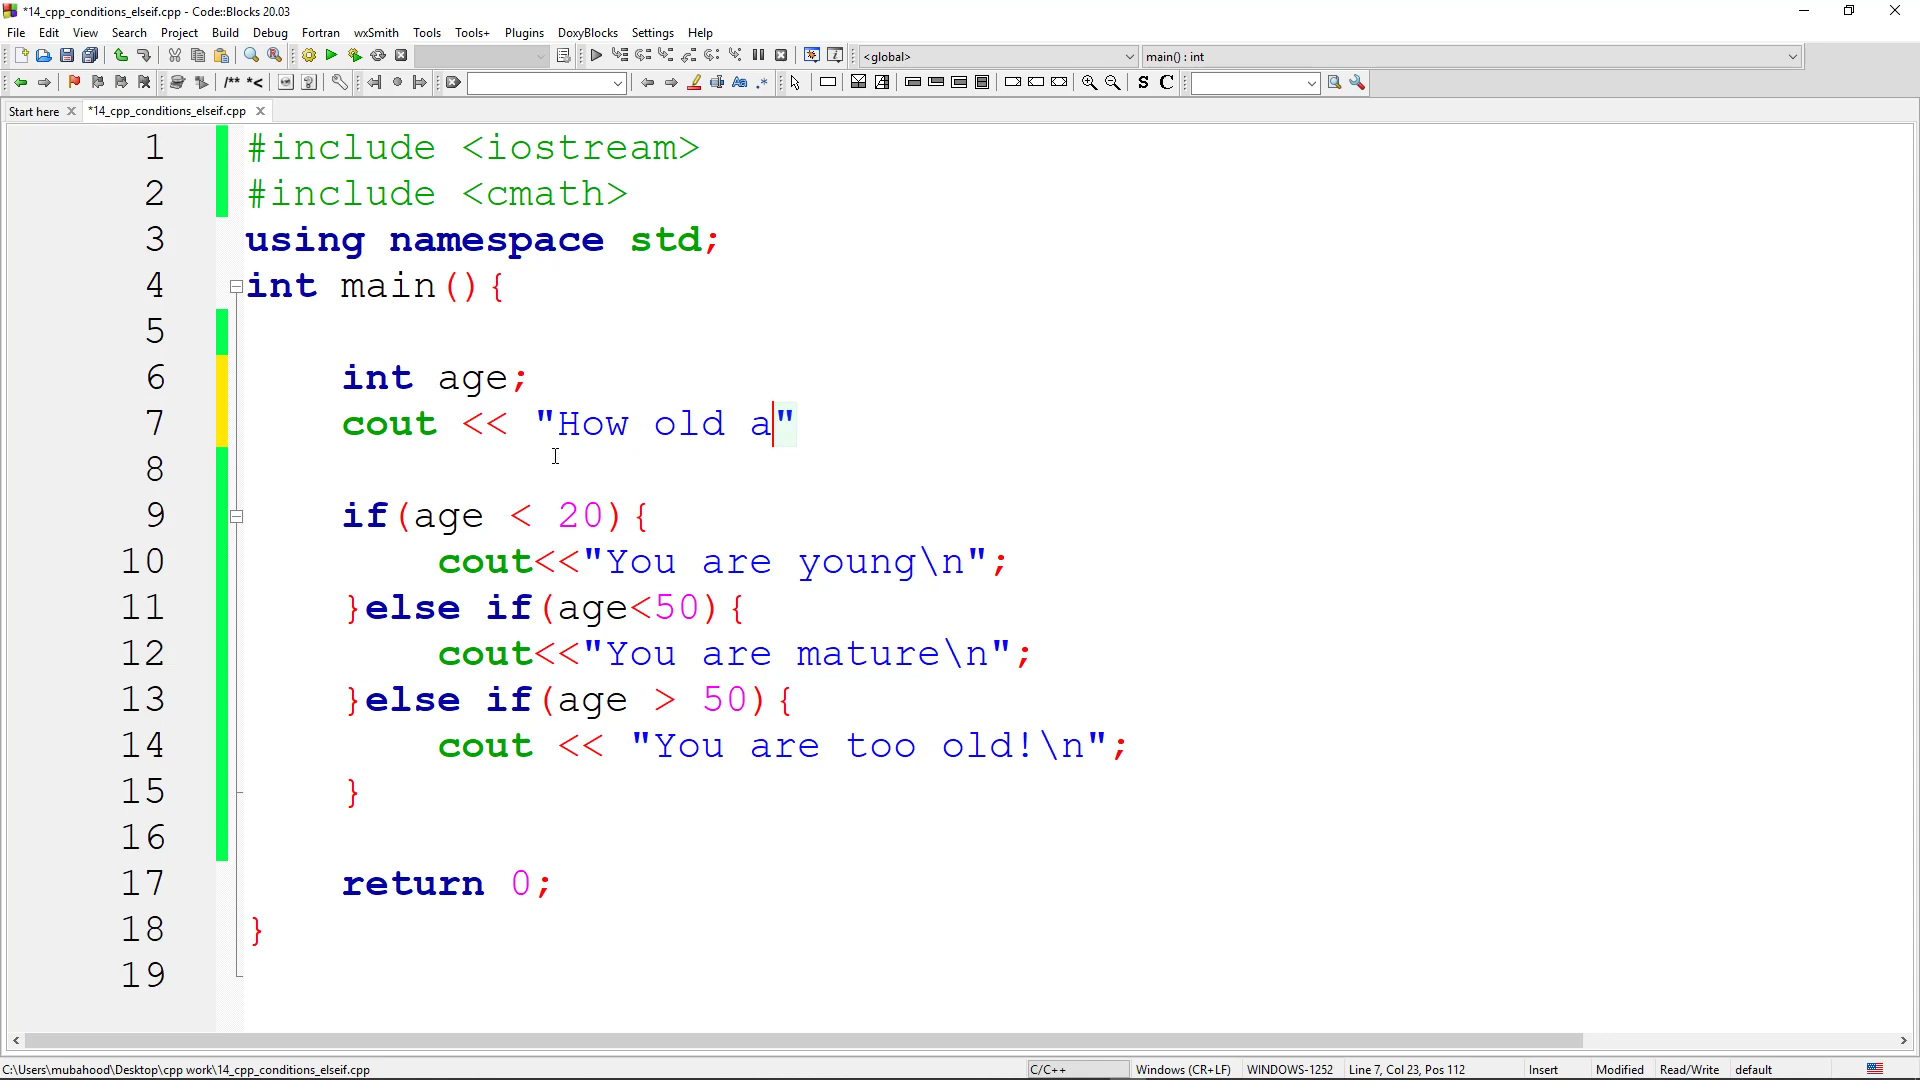 *14_cpp_conditions_elseif.cpp - Code::Blocks 20.03
File Edit View Search Project Build Debug Fortran wxSmith Tools Tools+ Plugins DoxyBlocks Settings Help
<global> main() : int
/** *< S C
Start here *14_cpp_conditions_elseif.cpp
1 #include <iostream>
2 #include <cmath>
3 using namespace std;
4 int main(){
5
6 int age;
7 cout << "How old a"
8
9 if(age < 20){
10 cout<<"You are young\n";
11 }else if(age<50){
12 cout<<"You are mature\n";
13 }else if(age > 50){
14 cout << "You are too old!\n";
15 }
16
17 return 0;
18 }
19
C:\Users\mubahood\Desktop\cpp work\14_cpp_conditions_elseif.cpp C/C++ Windows (CR+LF) WINDOWS-1252 Line 7, Col 23, Pos 112 Insert Modified Read/Write default